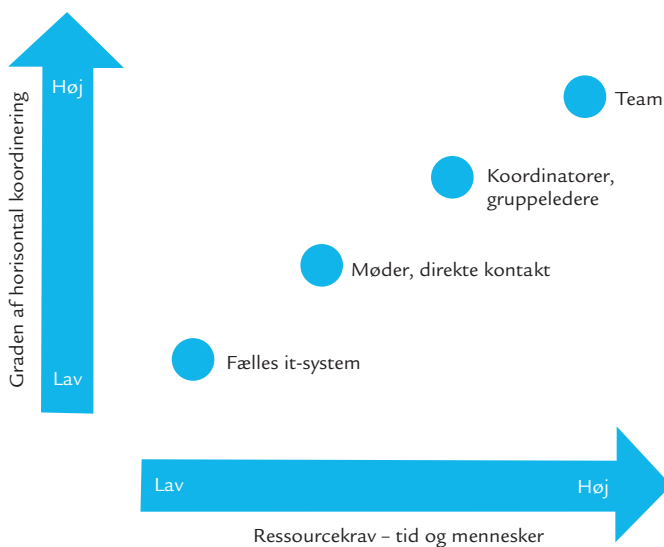 Graden af horisontal koordinering
Høj
Lav
Team
Koordinatorer,
gruppeledere
Møder, direkte kontakt
Fælles it-system
Lav
Høj
Ressourcekrav – tid og mennesker